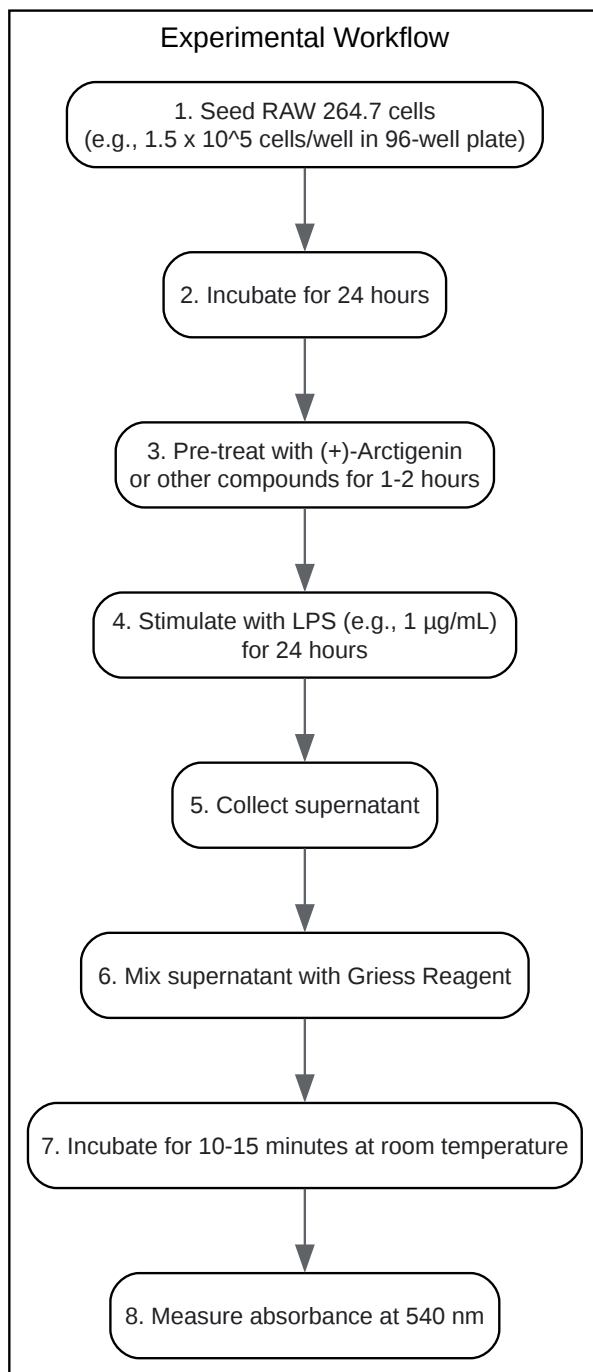 Experimental Workflow
1. Seed RAW 264.7 cells
(e.g., 1.5 x 10^5 cells/well in 96-well plate)
2. Incubate for 24 hours
3. Pre-treat with (+)-Arctigenin
or other compounds for 1-2 hours
4. Stimulate with LPS (e.g., 1 µg/mL)
for 24 hours
5. Collect supernatant
6. Mix supernatant with Griess Reagent
7. Incubate for 10-15 minutes at room temperature
8. Measure absorbance at 540 nm